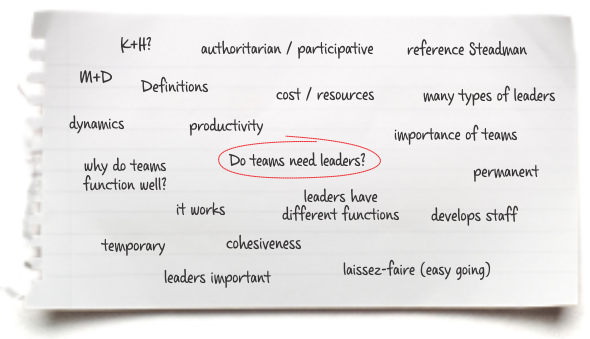 K+H?
authoritarian / participative
reference Steadman
M+D
Definitions
cost / resources
many types of leaders
dynamics
productivity
importance of teams
Do teams need leaders?
why do teams
function well?
permanent
leaders have
different functions
it works
develops staff
temporary
cohesiveness
leaders important
laissez-faire (easy going)